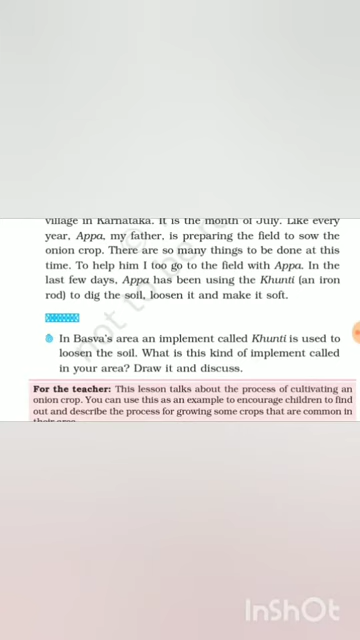 village in Karnataka. It is the month of July. Like every
year, Appa, my father, is preparing the field to sow the
onion crop. There are so many things to be done at this
time. To help him I too go to the field with Appa. In the
last few days, Appa has been using the Khunti (an iron
rod) to dig the soil, loosen it and make it soft.
In Basva's area an implement called Khunti is used to
loosen the soil. What is this kind of implement called
in your area? Draw it and discuss.
For the teacher: This lesson talks about the process of cultivating an
onion crop. You can use this as an example to encourage children to find
out and describe the process for growing some crops that are common in
their area.
not to be
InShOt